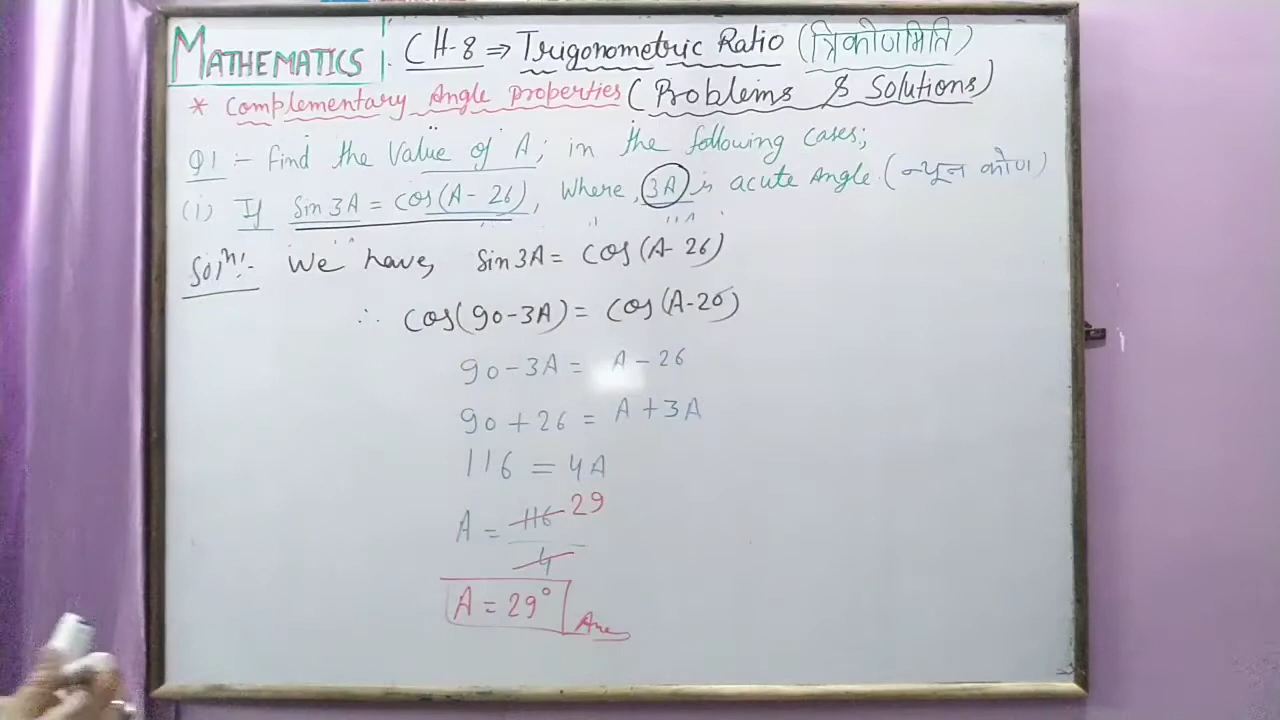 MATHEMATICS : CH-8 ⇒ Trigonometric Ratio (त्रिकोणमिति)
* Complementary Angle properties (Problems & Solutions)
Q1 :- Find the Value of A; in the following cases;
(i) If Sin 3A = cos(A - 26), Where, 3A is acute Angle. (न्यून कोण)
Solⁿ:- We have, Sin 3A = cos (A - 26)
∴ cos(90-3A) = cos (A-26)
90-3A = A-26
90 + 26 = A + 3A
116 = 4A
A = 116 29
4
A = 29° Ans